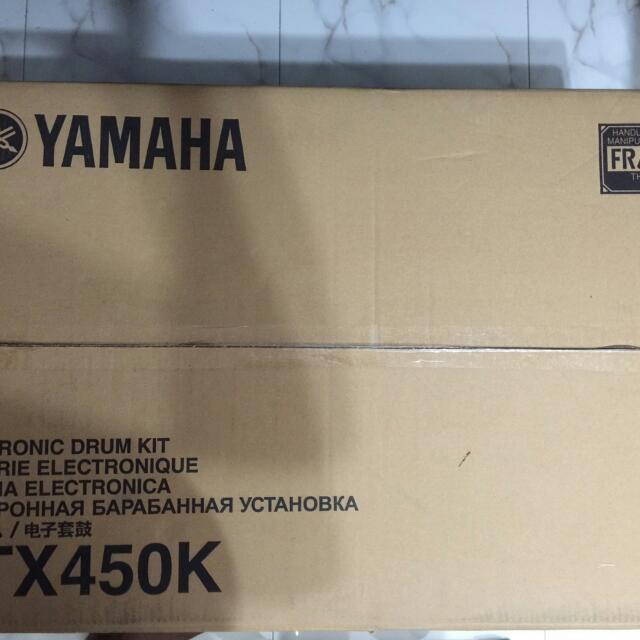 YAMAHA
HANDL
MANIPU
FRA
TH
RONIC DRUM KIT
RIE ELECTRONIQUE
IA ELECTRONICA
РОННАЯ БАРАБАННАЯ УСТАНОВКА
/ 电子套鼓
TX450K